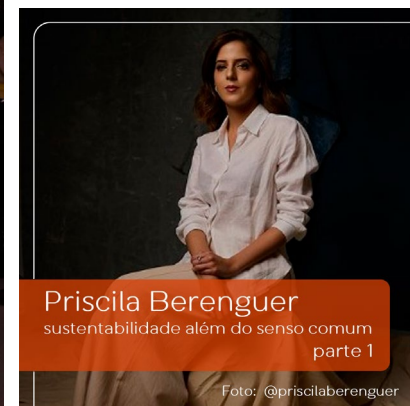 Priscila Berenguer
sustentabilidade além do senso comum
parte 1
Foto: @priscilaberenguer